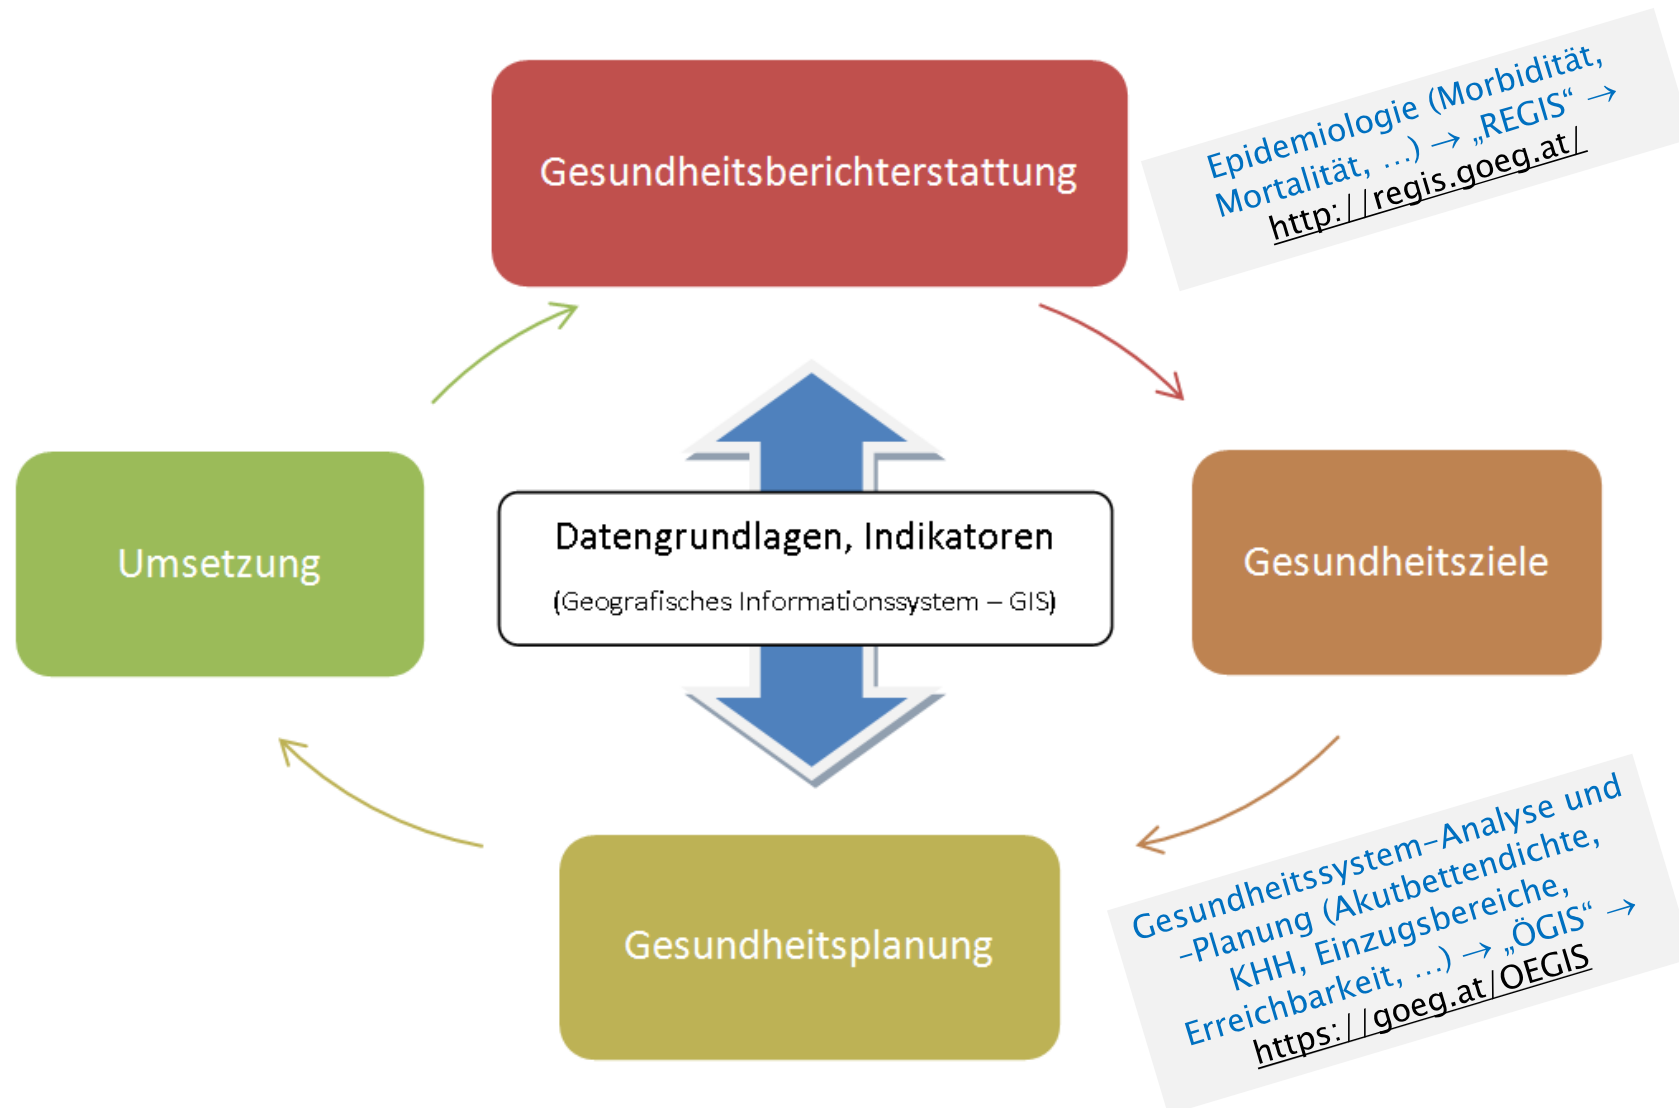 Gesundheitsberichterstattung
Epidemiologie (Morbidität,
Mortalität, …) → „REGIS“ →
http://regis.goeg.at/
Umsetzung
Datengrundlagen, Indikatoren
(Geografisches Informationssystem – GIS)
Gesundheitsziele
Gesundheitsplanung
Gesundheitssystem-Analyse und
-Planung (Akutbettendichte,
KHH, Einzugsbereiche,
Erreichbarkeit, …) → „ÖGIS“ →
https://goeg.at/OEGIS